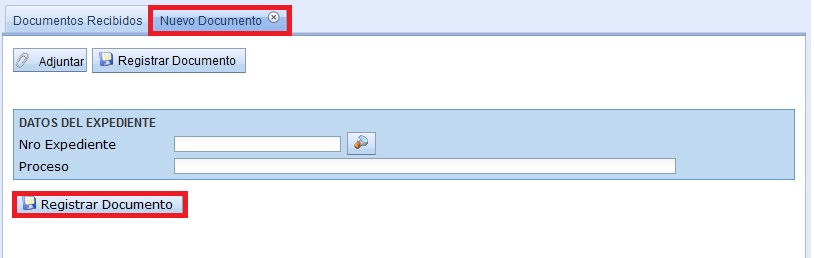 Documentos Recibidos Nuevo Documento
Adjuntar Registrar Documento
DATOS DEL EXPEDIENTE
Nro Expediente
Proceso
Registrar Documento